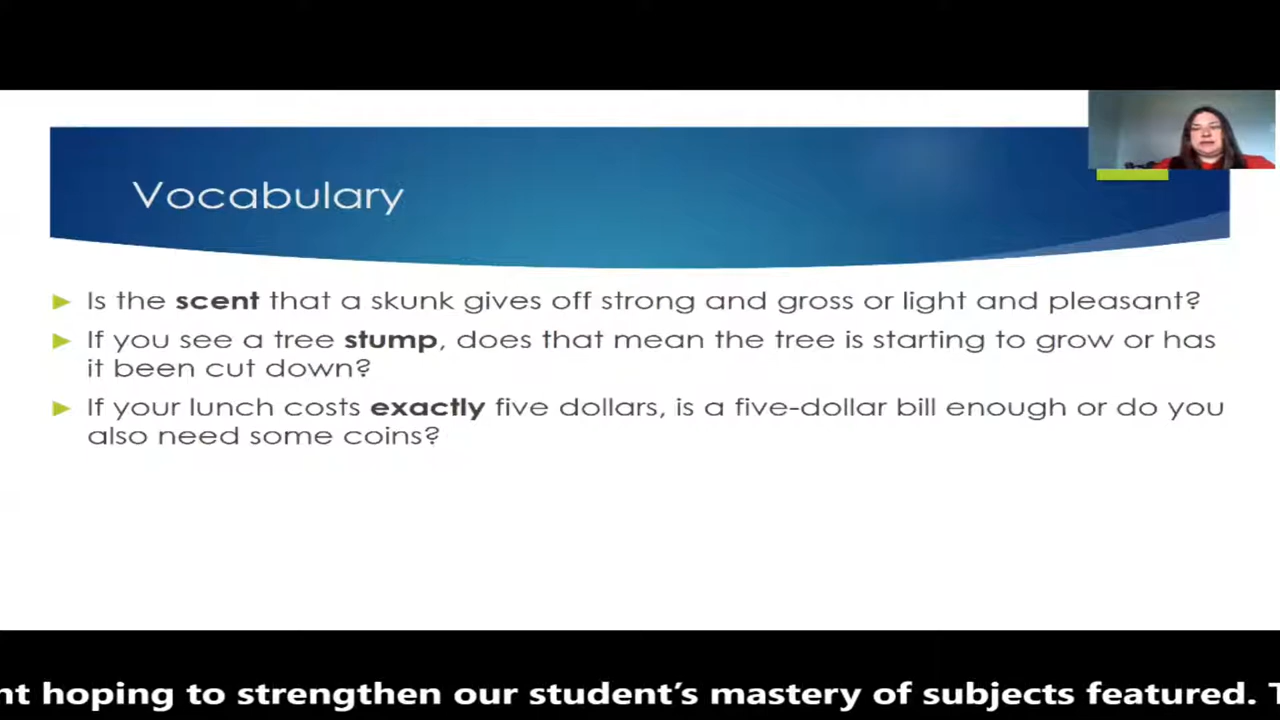 Vocabulary
Is the scent that a skunk gives off strong and gross or light and pleasant?
If you see a tree stump, does that mean the tree is starting to grow or has
it been cut down?
If your lunch costs exactly five dollars, is a five-dollar bill enough or do you
also need some coins?
hoping to strengthen our student’s mastery of subjects featured.